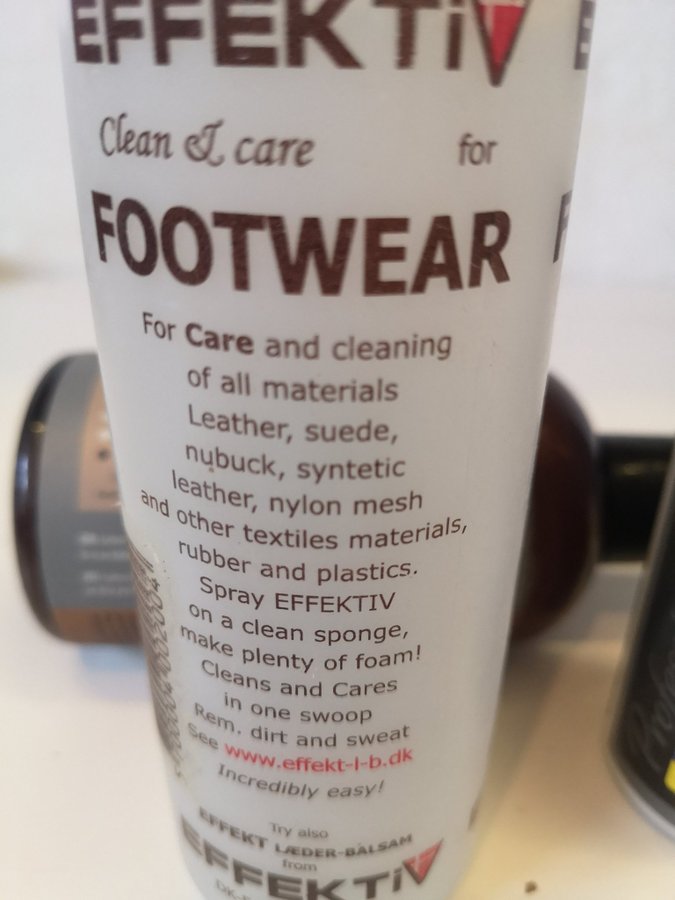 EFFEKTiV
Clean & care for
FOOTWEAR
For Care and cleaning
of all materials
Leather, suede,
nubuck, syntetic
leather, nylon mesh
and other textiles materials,
rubber and plastics.
Spray EFFEKTIV
on a clean sponge,
make plenty of foam!
Cleans and Cares
in one swoop
Rem. dirt and sweat
See www.effekt-l-b.dk
Incredibly easy!
Try also
EFFEKT LÆDER-BALSAM
from
EFFEKTiV